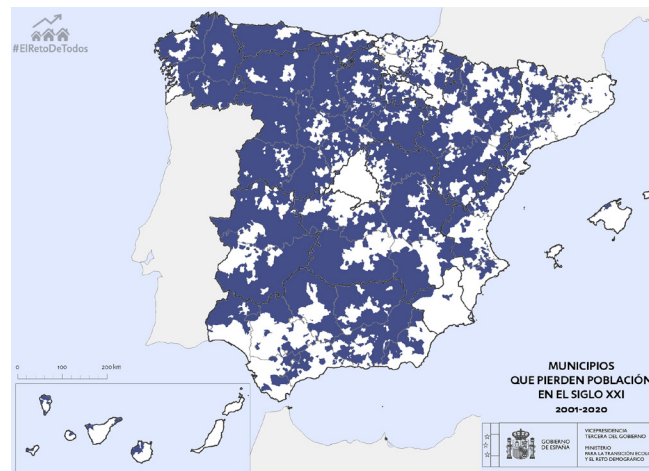 #ElRetoDeTodos
0 100 200 km
MUNICIPIOS
QUE PIERDEN POBLACIÓN
EN EL SIGLO XXI
2001-2020
GOBIERNO
DE ESPAÑA
VICEPRESIDENCIA
TERCERA DEL GOBIERNO
MINISTERIO
PARA LA TRANSICIÓN ECOLÓ
Y EL RETO DEMOGRÁFICO